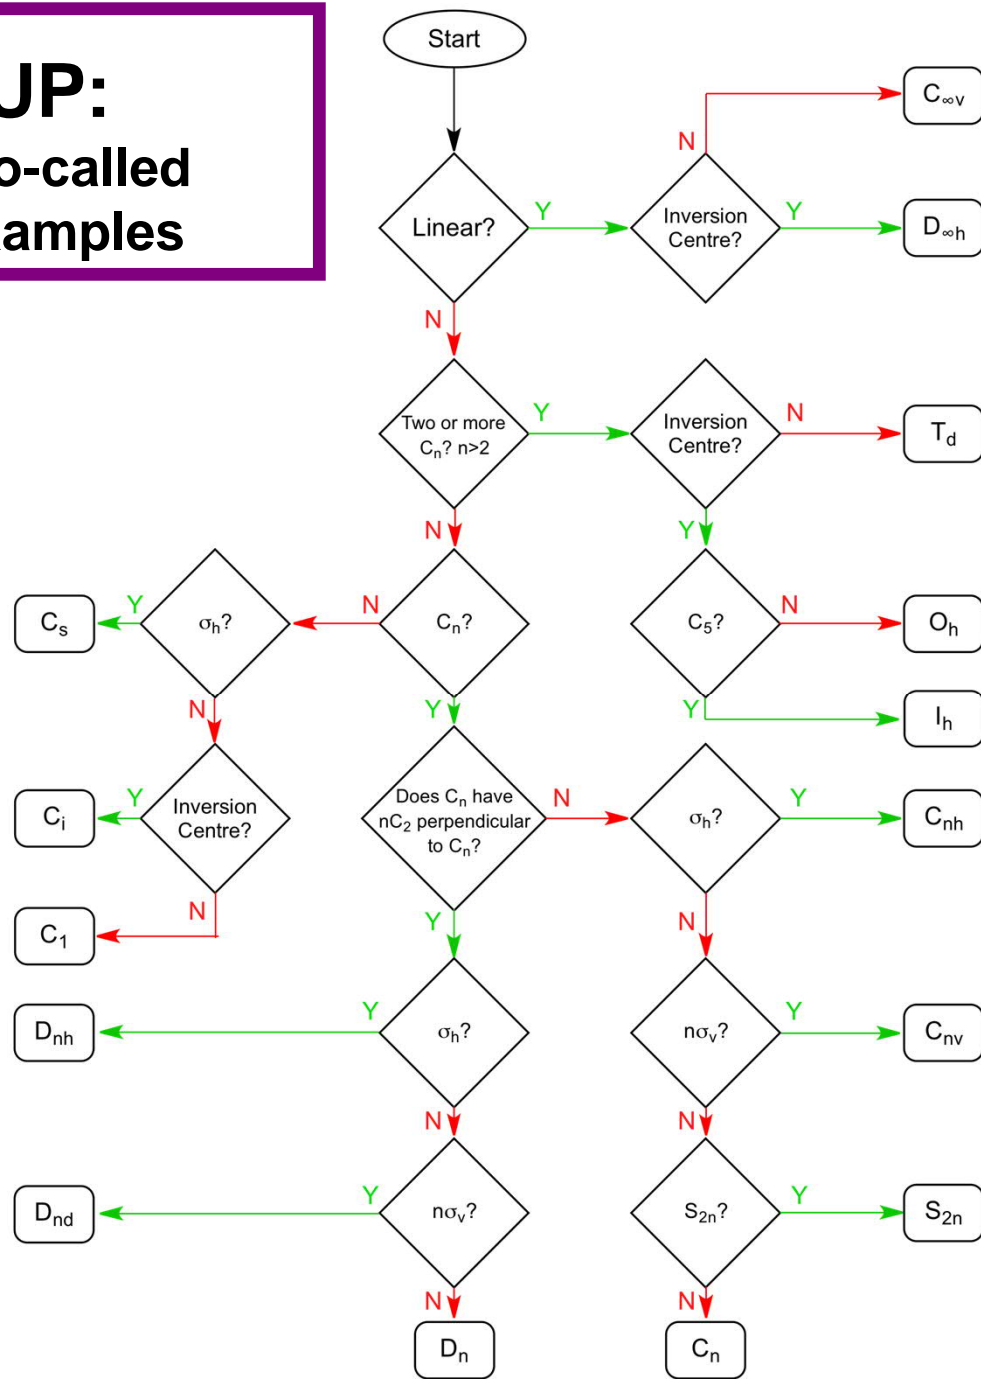 UP:
o-called
amples
Start
Linear?
Y
N
Inversion
Centre?
N
Y
C∞v
D∞h
Two or more
Cn? n>2
Y
N
Inversion
Centre?
N
Y
Td
Cn?
N
Y
σh?
Y
N
Cs
C5?
N
Y
Oh
Ih
Inversion
Centre?
Y
N
Ci
C1
Does Cn have
nC2 perpendicular
to Cn?
N
Y
σh?
Y
N
Cnh
σh?
Y
N
Dnh
nσv?
Y
N
Cnv
nσv?
Y
N
Dnd
S2n?
Y
N
S2n
Dn
Cn